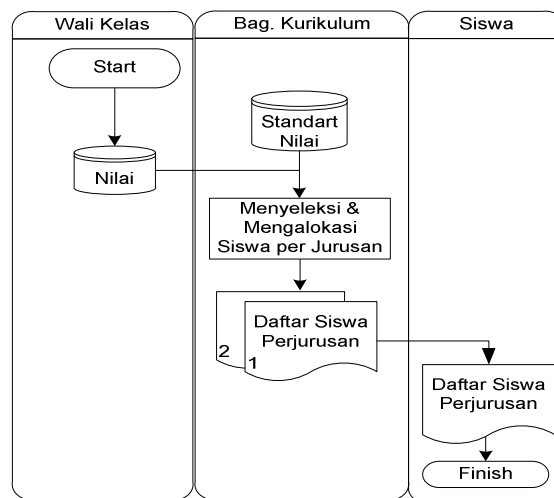 Wali Kelas
Bag. Kurikulum
Siswa
Start
Standart
Nilai
Nilai
Menyeleksi &
Mengalokasi
Siswa per Jurusan
Daftar Siswa
Perjurusan
2
1
Daftar Siswa
Perjurusan
Finish